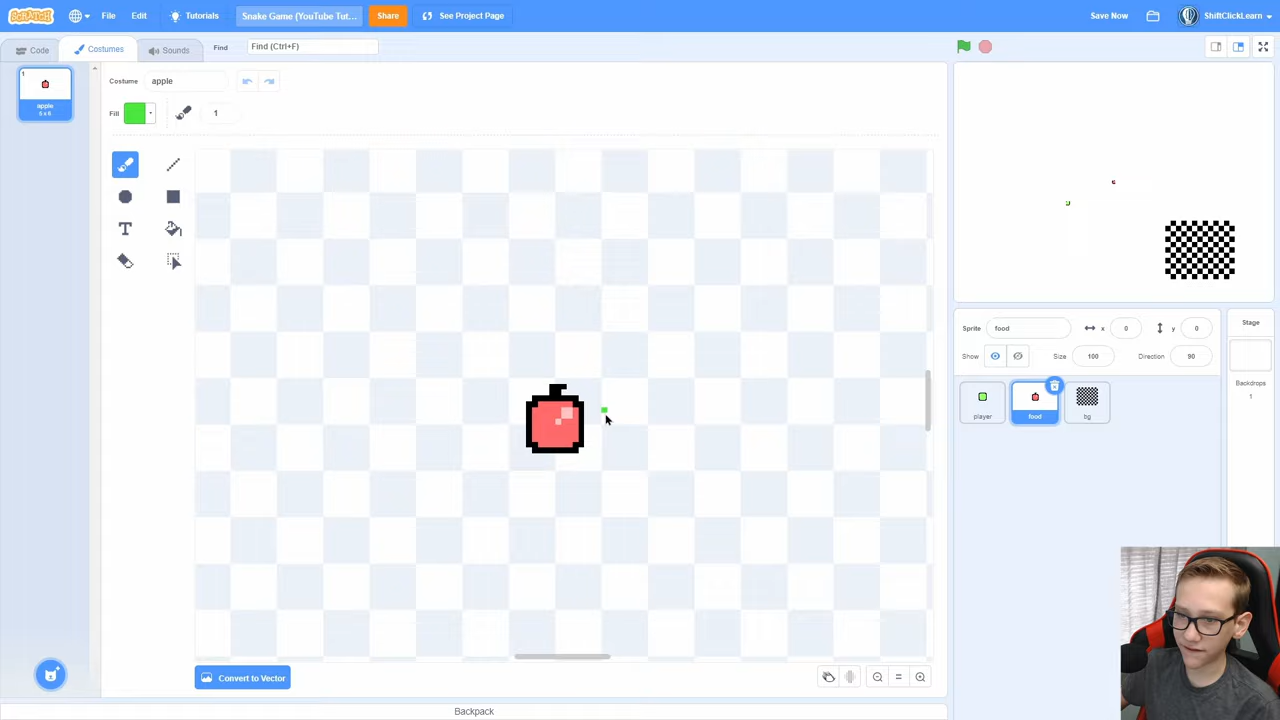 SCRATCH File Edit Tutorials Snake Game (YouTube Tut... Share See Project Page Save Now ShiftClickLearn
Code Costumes Sounds Find Find (Ctrl+F)
1
apple
Costume apple
Fill 1
T
Convert to Vector
Sprite food x 0 y 0
Show Size 100 Direction 90
player
food
bg
Stage
Backdrops
1
Backpack